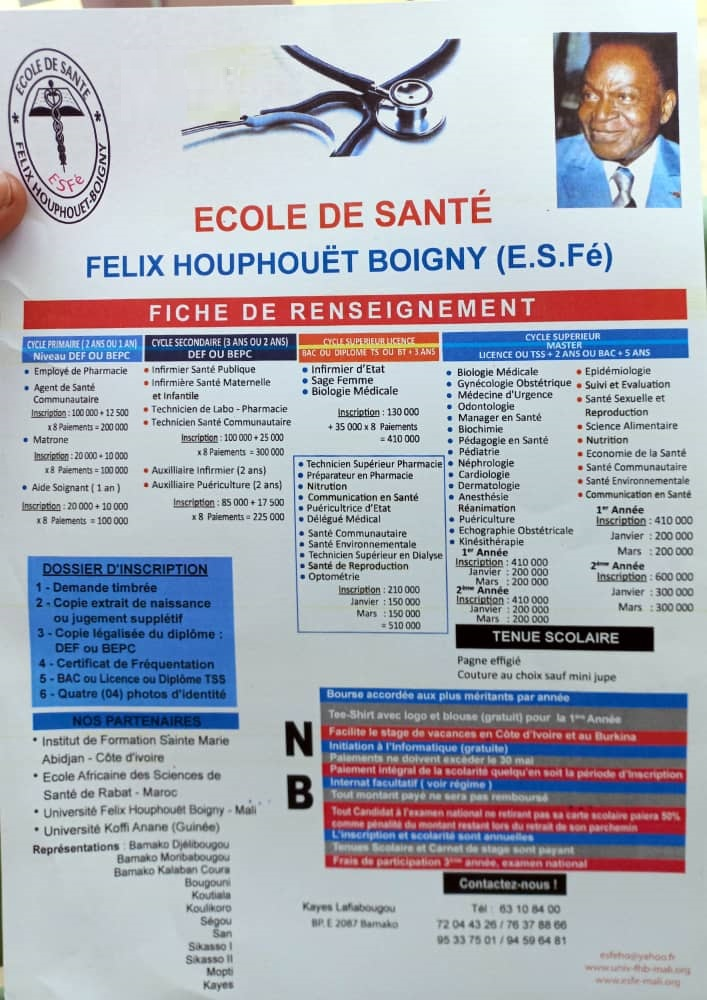 ECOLE DE SANTE
FELIX HOUPHOUET-BOIGNY
ESFé
ECOLE DE SANTÉ
FELIX HOUPHOUËT BOIGNY (E.S.Fé)
FICHE DE RENSEIGNEMENT
CYCLE PRIMAIRE ( 2 ANS OU 1 AN)
Niveau DEF OU BEPC
• Employé de Pharmacie
• Agent de Santé
Communautaire
Inscription : 100 000 + 12 500
x 8 Paiements = 200 000
• Matrone
Inscription : 20 000 + 10 000
x 8 Paiements = 100 000
• Aide Soignant ( 1 an )
Inscription : 20 000 + 10 000
x 8 Paiements = 100 000
CYCLE SECONDAIRE (3 ANS OU 2 ANS)
DEF OU BEPC
• Infirmier Santé Publique
• Infirmière Santé Maternelle
et Infantile
• Technicien de Labo - Pharmacie
• Technicien Santé Communautaire
Inscription : 100 000 + 25 000
x 8 Paiements = 300 000
• Auxilliaire Infirmier (2 ans)
• Auxilliaire Puériculture (2 ans)
Inscription : 85 000 + 17 500
x 8 Paiements = 225 000
CYCLE SUPERIEUR LICENCE
BAC OU DIPLOME TS OU BT + 3 ANS
• Infirmier d'Etat
• Sage Femme
• Biologie Médicale
Inscription : 130 000
+ 35 000 x 8 Paiements
= 410 000
• Technicien Supérieur Pharmacie
• Préparateur en Pharmacie
• Nitrution
• Communication en Santé
• Puéricultrice d'Etat
• Délégué Médical
• Santé Communautaire
• Santé Environnementale
• Technicien Supérieur en Dialyse
• Santé de Reproduction
• Optométrie
Inscription : 210 000
Janvier : 150 000
Mars : 150 000
= 510 000
CYCLE SUPERIEUR
MASTER
LICENCE OU TSS + 2 ANS OU BAC + 5 ANS
• Biologie Médicale
• Gynécologie Obstétrique
• Médecine d'Urgence
• Odontologie
• Manager en Santé
• Biochimie
• Pédagogie en Santé
• Pédiatrie
• Néphrologie
• Cardiologie
• Dermatologie
• Anesthésie
Réanimation
• Puériculture
• Echographie Obstétricale
• Kinésithérapie
1er Année
Inscription : 410 000
Janvier : 200 000
Mars : 200 000
2ème Année
Inscription : 410 000
Janvier : 200 000
Mars : 200 000
• Epidémiologie
• Suivi et Evaluation
• Santé Sexuelle et
Reproduction
• Science Alimentaire
• Nutrition
• Economie de la Santé
• Santé Communautaire
• Santé Environnementale
• Communication en Santé
1er Année
Inscription : 410 000
Janvier : 200 000
Mars : 200 000
2ème Année
Inscription : 600 000
Janvier : 300 000
Mars : 300 000
DOSSIER D'INSCRIPTION
1 - Demande timbrée
2 - Copie extrait de naissance
ou jugement supplétif
3 - Copie légalisée du diplôme :
DEF ou BEPC
4 - Certificat de Fréquentation
5 - BAC ou Licence ou Diplôme TSS
6 - Quatre (04) photos d'identité
TENUE SCOLAIRE
Pagne effigié
Couture au choix sauf mini jupe
NOS PARTENAIRES
• Institut de Formation Sainte Marie
Abidjan - Côte d'ivoire
• Ecole Africaine des Sciences de
Santé de Rabat - Maroc
• Université Felix Houphouët Boigny - Mali
• Université Koffi Anane (Guinée)
Représentations : Bamako Djélibougou
Bamako Moribabougou
Bamako Kalaban Coura
Bougouni
Koutiala
Koulikoro
Ségou
San
Sikasso I
Sikasso II
Mopti
Kayes
N
B
Bourse accordée aux plus méritants par année
Tee-Shirt avec logo et blouse (gratuit) pour la 1ère Année
Facilite le stage de vacances en Côte d'Ivoire et au Burkina
Initiation à l'Informatique (gratuite)
Paiements ne doivent excéder le 30 mai
Paiement intégral de la scolarité quelqu'en soit la période d'Inscription
Internat facultatif ( voir régime )
Tout montant payé ne sera pas remboursé
Tout Candidat à l'examen national ne retirant pas sa carte scolaire paiera 50%
comme pénalité du montant restant lors du retrait de son parchemin
L'inscription et scolarité sont annuelles
Tenues Scolaire et Carnet de stage sont payant
Frais de participation 3ème année, examen national
Contactez-nous !
Kayes Lafiabougou
BP. E 2087 Bamako
Tél : 63 10 84 00
72 04 43 26 / 76 37 88 66
95 33 75 01 / 94 59 64 81
esfeho@yahoo.fr
www.univ-fhb-mali.org
www.esfe-mali.org